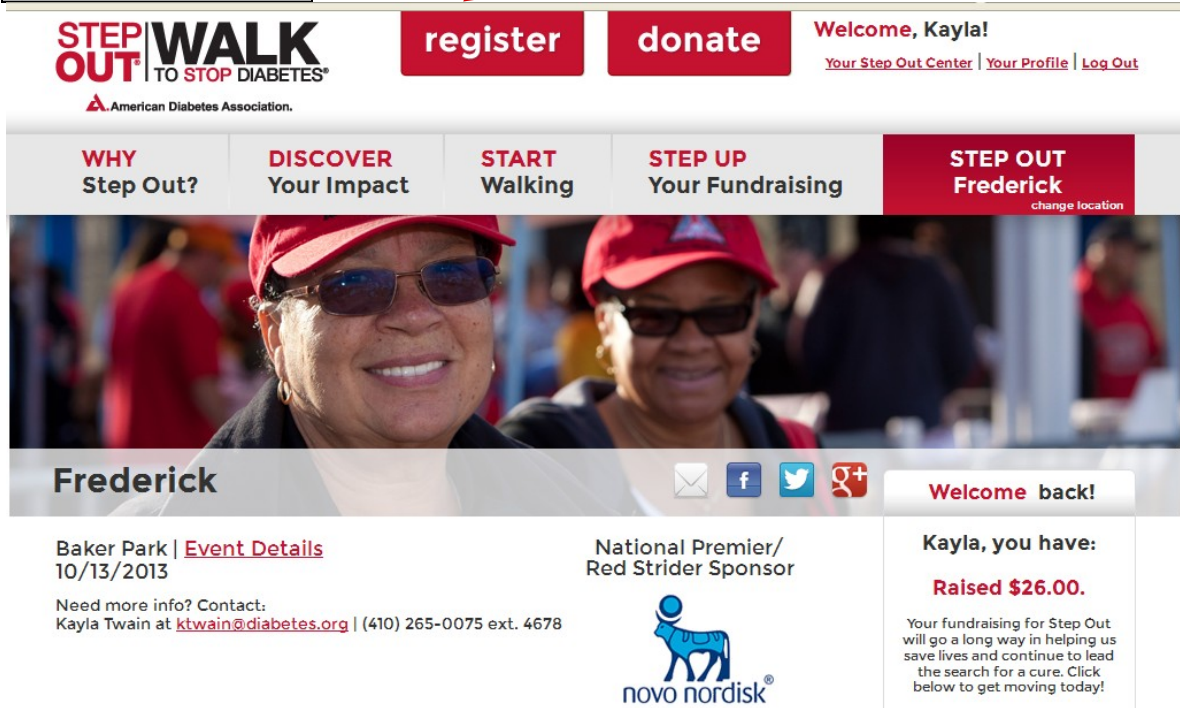 STEP OUT® WALK
TO STOP DIABETES®
American Diabetes Association.
register
donate
Welcome, Kayla!
Your Step Out Center | Your Profile | Log Out
WHY
Step Out?
DISCOVER
Your Impact
START
Walking
STEP UP
Your Fundraising
STEP OUT
Frederick
change location
Frederick
f
g+
Welcome back!
Baker Park | Event Details
10/13/2013
Need more info? Contact:
Kayla Twain at ktwain@diabetes.org | (410) 265-0075 ext. 4678
National Premier/
Red Strider Sponsor
novo nordisk®
Kayla, you have:
Raised $26.00.
Your fundraising for Step Out
will go a long way in helping us
save lives and continue to lead
the search for a cure. Click
below to get moving today!